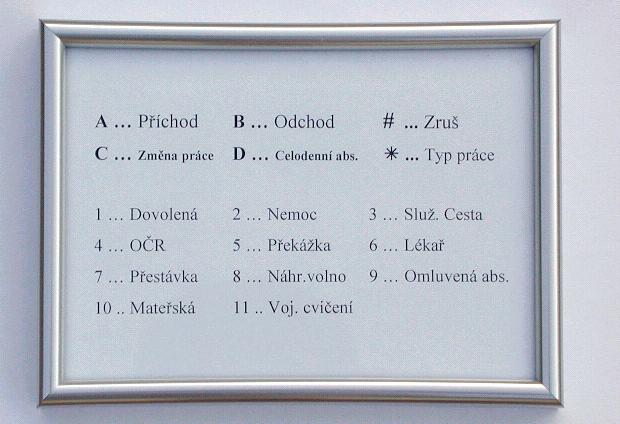 A ... Příchod B ... Odchod # ... Zruš
C ... Změna práce D ... Celodenní abs. ✳ ... Typ práce
1 ... Dovolená 2 ... Nemoc 3 ... Služ. Cesta
4 ... OČR 5 ... Překážka 6 ... Lékař
7 ... Přestávka 8 ... Náhr.volno 9 ... Omluvená abs.
10 .. Mateřská 11 .. Voj. cvičení